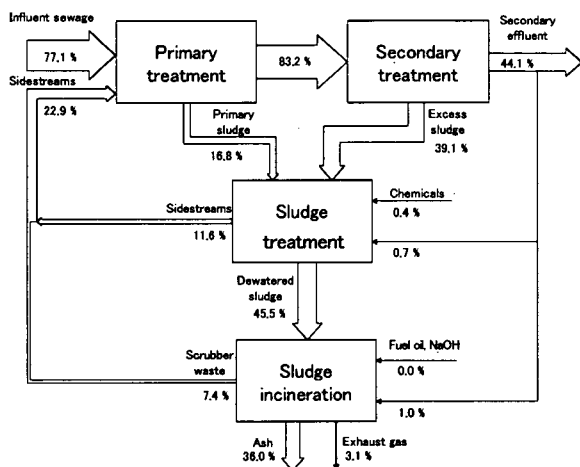 Influent sewage
77.1 %
Sidestreams
22.9 %
Primary
treatment
83.2 %
Secondary
treatment
Secondary
effluent
44.1 %
Primary
sludge
16.8 %
Excess
sludge
39.1 %
Sidestreams
11.6 %
Sludge
treatment
Chemicals
0.4 %
0.7 %
Dewatered
sludge
45.5 %
Scrubber
waste
7.4 %
Sludge
incineration
Fuel oil, NaOH
0.0 %
1.0 %
Ash
36.0 %
Exhaust gas
3.1 %